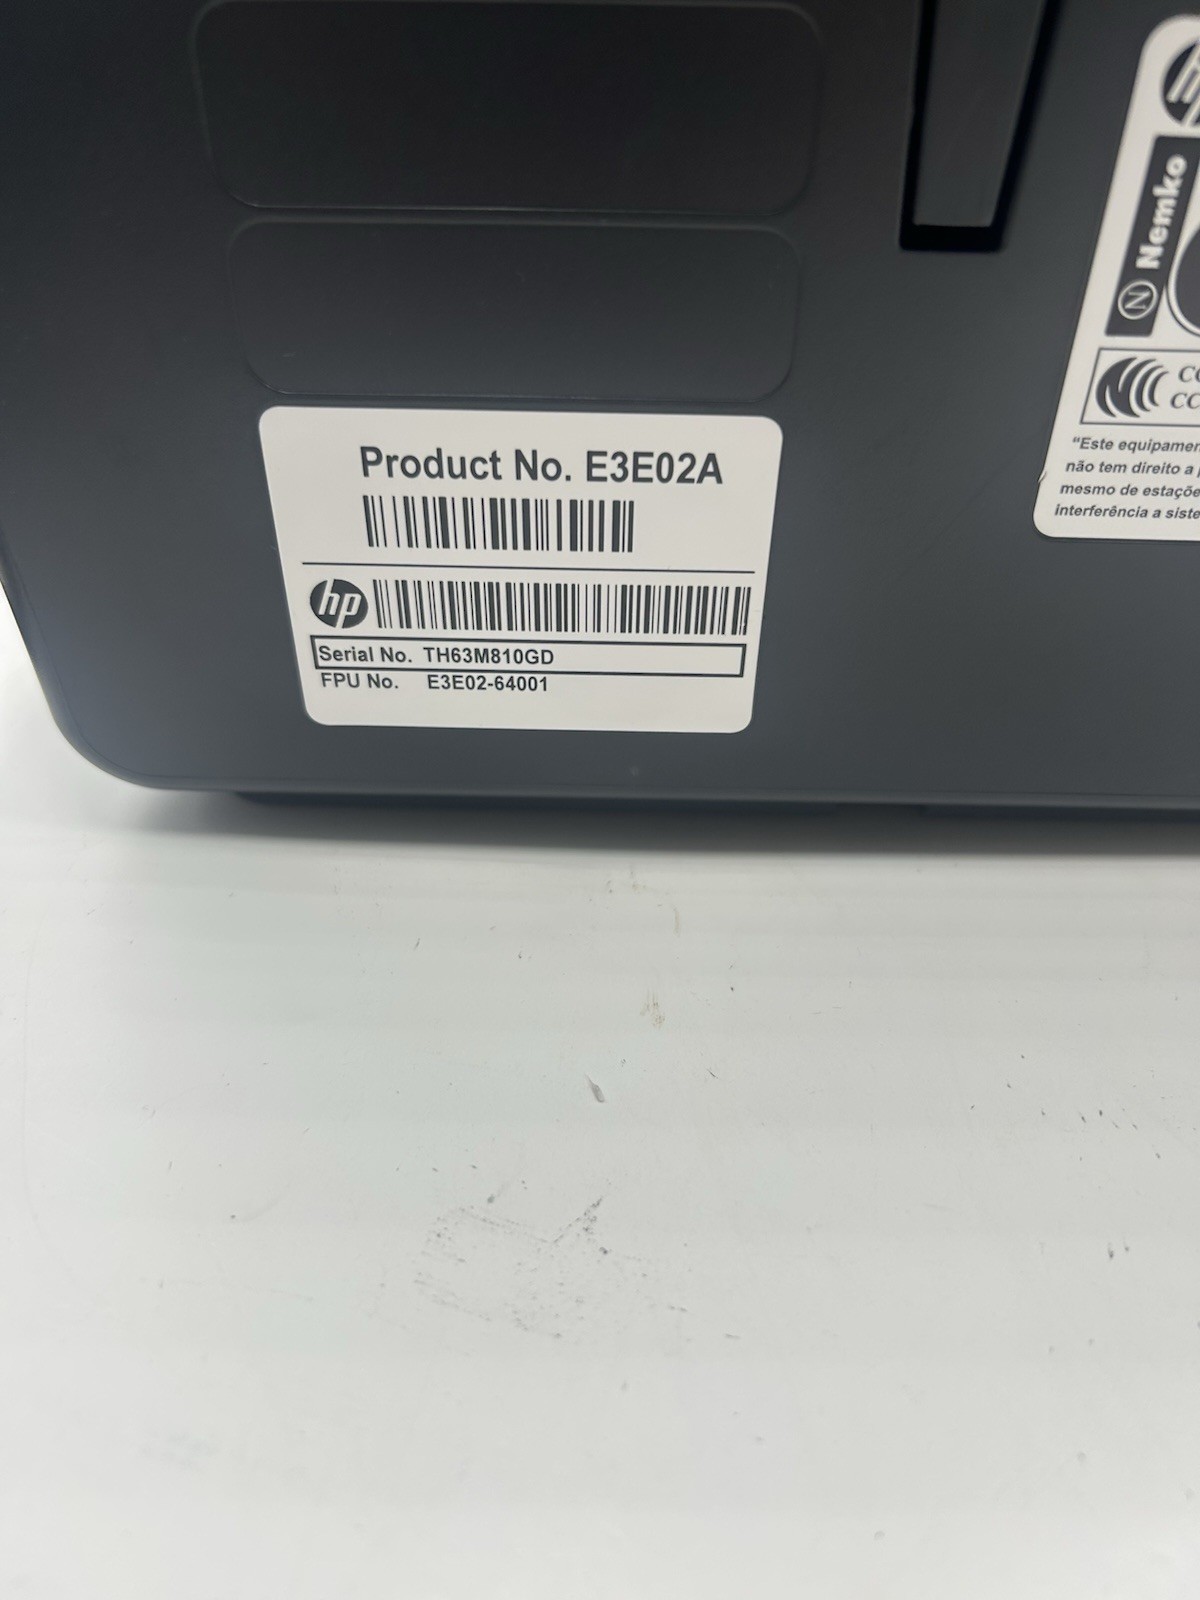 Product No. E3E02A
hp
Serial No. TH63M810GD
FPU No. E3E02-64001
hp
N Nemko
"Este equipamen
não tem direito a
mesmo de estaçõe
interferência a siste